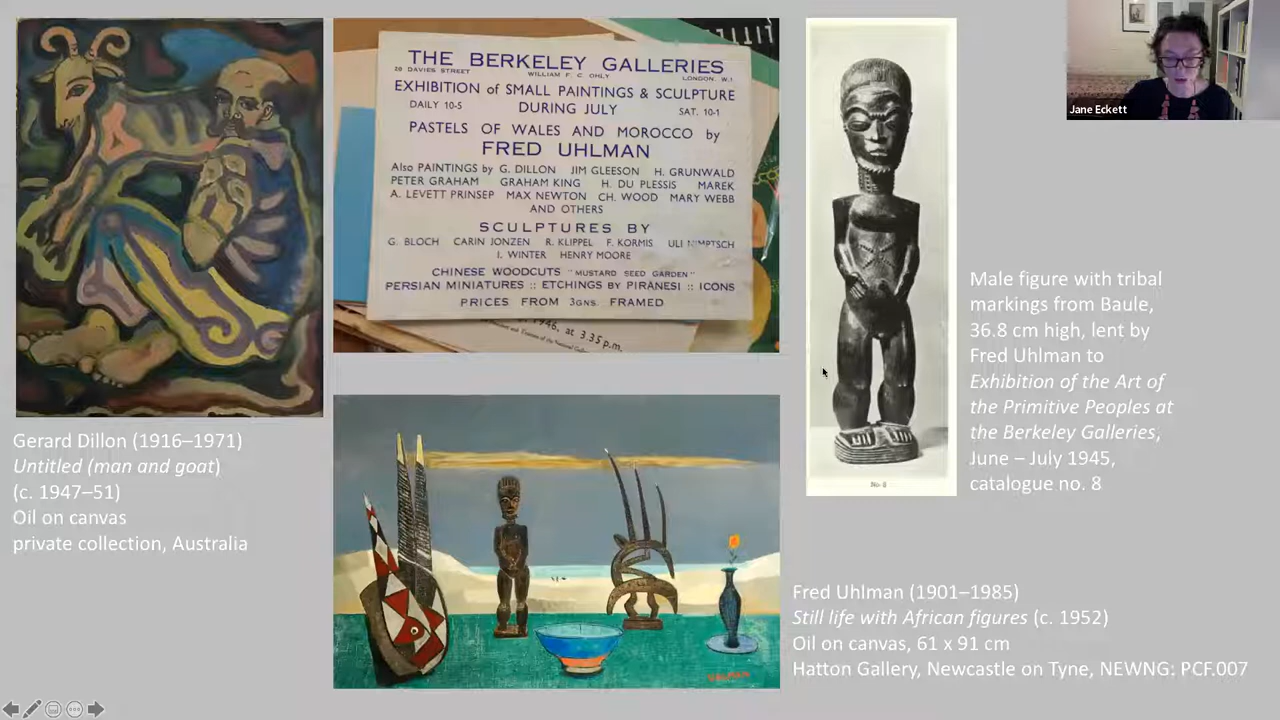 THE BERKELEY GALLERIES
20 DAVIES STREET WILLIAM F. C. OHLY LONDON. W.1
EXHIBITION of SMALL PAINTINGS & SCULPTURE
DAILY 10-5 DURING JULY SAT. 10-1
PASTELS OF WALES AND MOROCCO by
FRED UHLMAN
Also PAINTINGS by G. DILLON JIM GLEESON H. GRUNWALD
PETER GRAHAM GRAHAM KING H. DU PLESSIS MAREK
A. LEVETT PRINSEP MAX NEWTON CH. WOOD MARY WEBB
AND OTHERS
SCULPTURES BY
G. BLOCH CARIN JONZEN R. KLIPPEL F. KORMIS ULI NIMPTSCH
I. WINTER HENRY MOORE
CHINESE WOODCUTS "MUSTARD SEED GARDEN"
PERSIAN MINIATURES :: ETCHINGS BY PIRANESI :: ICONS
PRICES FROM 3GNS. FRAMED
1946, at 3.35 p.m.
No. 8
Jane Eckett
Male figure with tribal
markings from Baule,
36.8 cm high, lent by
Fred Uhlman to
Exhibition of the Art of
the Primitive Peoples at
the Berkeley Galleries,
June – July 1945,
catalogue no. 8
Gerard Dillon (1916–1971)
Untitled (man and goat)
(c. 1947–51)
Oil on canvas
private collection, Australia
UHLMAN
Fred Uhlman (1901–1985)
Still life with African figures (c. 1952)
Oil on canvas, 61 x 91 cm
Hatton Gallery, Newcastle on Tyne, NEWNG: PCF.007